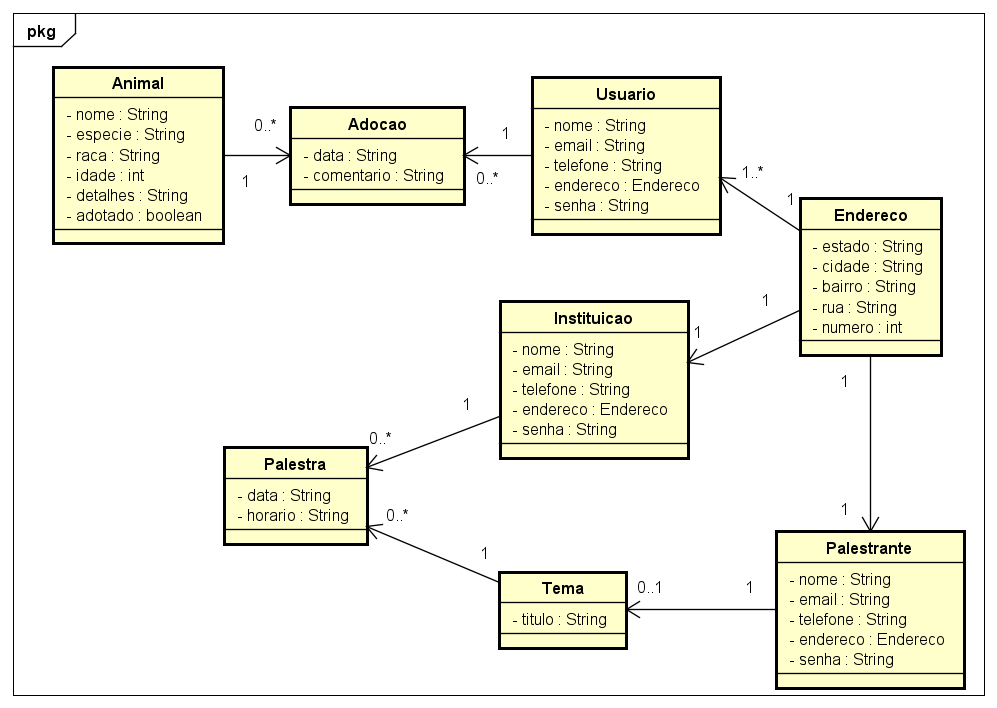 pkg
Animal
- nome : String
- especie : String
- raca : String
- idade : int
- detalhes : String
- adotado : boolean
0..*
1
Adocao
- data : String
- comentario : String
1
0..*
Usuario
- nome : String
- email : String
- telefone : String
- endereco : Endereco
- senha : String
1..*
1
Endereco
- estado : String
- cidade : String
- bairro : String
- rua : String
- numero : int
1
1
Instituicao
- nome : String
- email : String
- telefone : String
- endereco : Endereco
- senha : String
1
0..*
Palestra
- data : String
- horario : String
0..*
1
Tema
- titulo : String
0..1
1
1
1
Palestrante
- nome : String
- email : String
- telefone : String
- endereco : Endereco
- senha : String